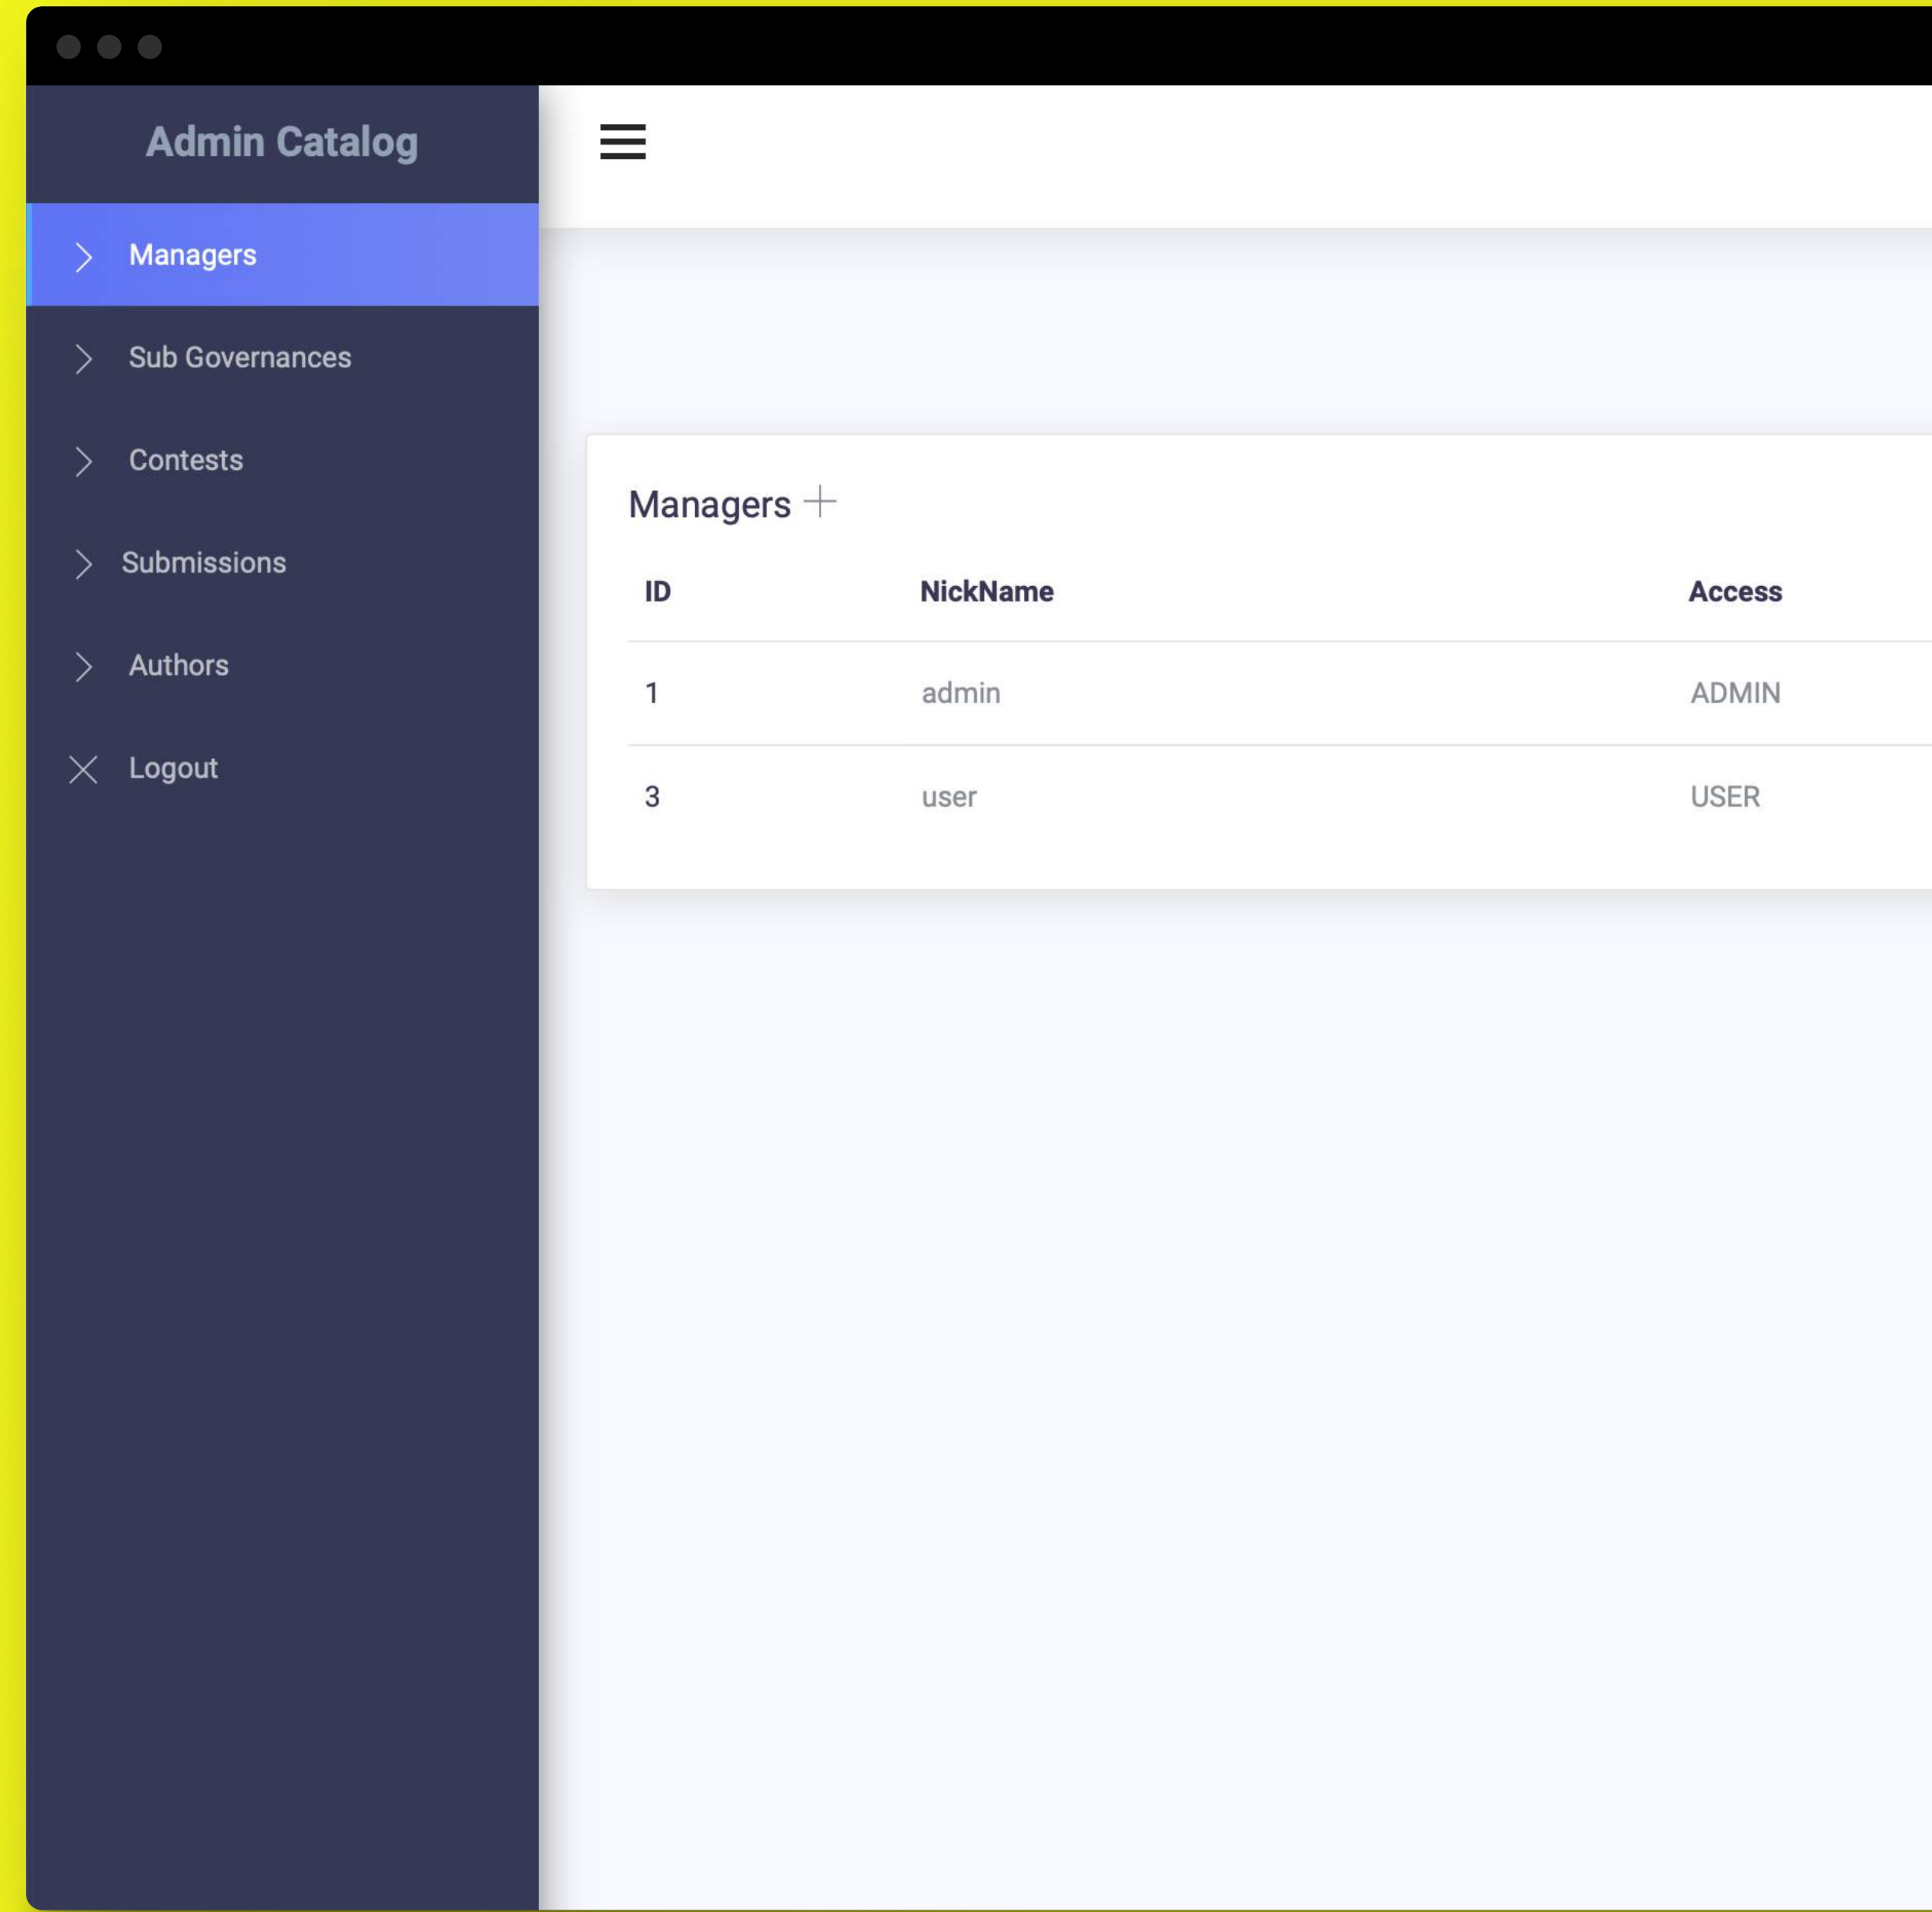 Admin Catalog
Managers
Sub Governances
Contests
Submissions
Authors
Logout
Managers
ID NickName Access
1 admin ADMIN
3 user USER